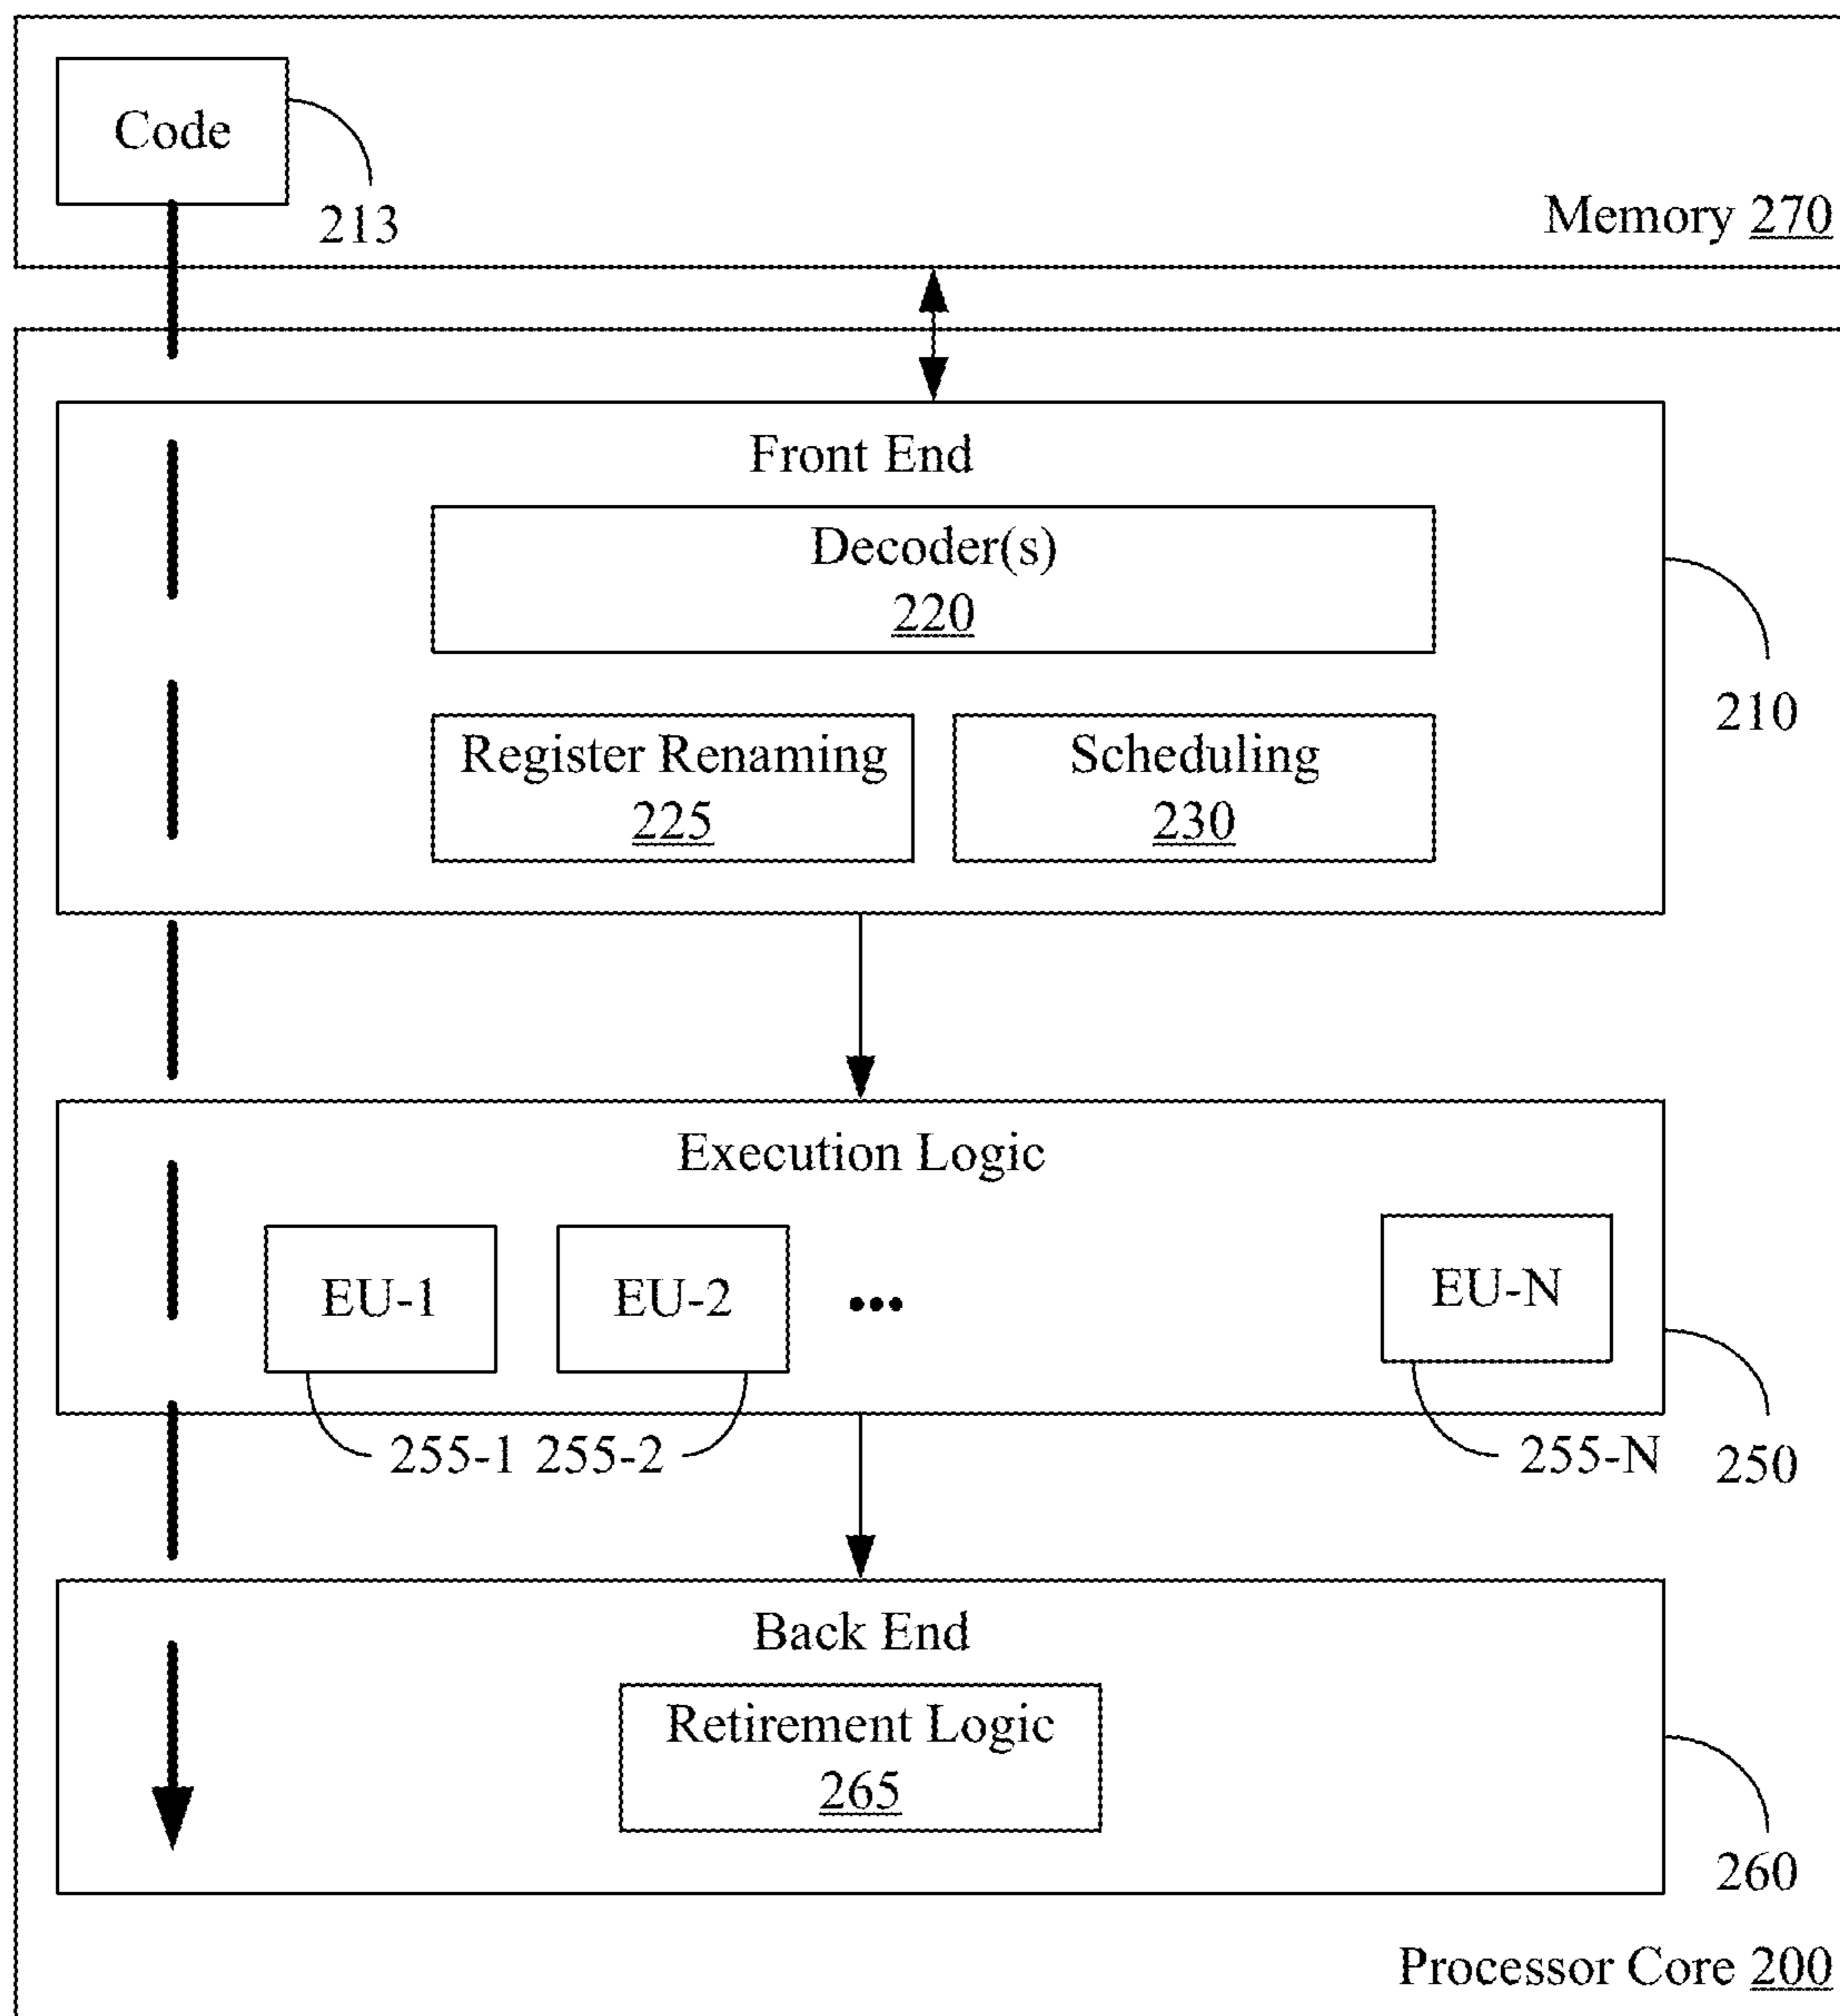 Code
213
Memory 270
Front End
Decoder(s)
220
Register Renaming
225
Scheduling
230
210
Execution Logic
EU-1
EU-2
•••
EU-N
255-1
255-2
255-N
250
Back End
Retirement Logic
265
260
Processor Core 200